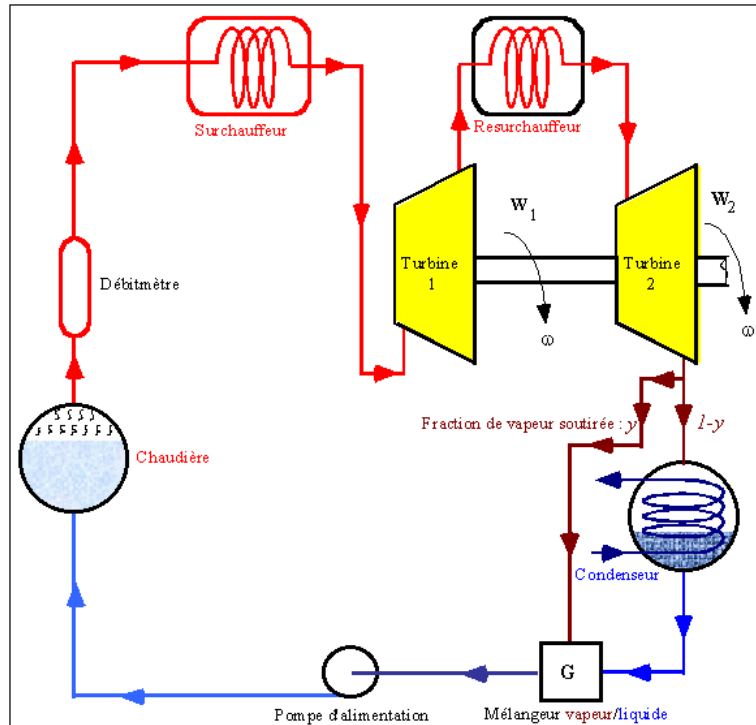 Surchauffeur
Resurchauffeur
W1
W2
Turbine
1
Turbine
2
ω
ω
Débitmètre
Fraction de vapeur soutirée : y
1-y
Chaudière
Condenseur
G
Pompe d'alimentation
Mélangeur vapeur/liquide